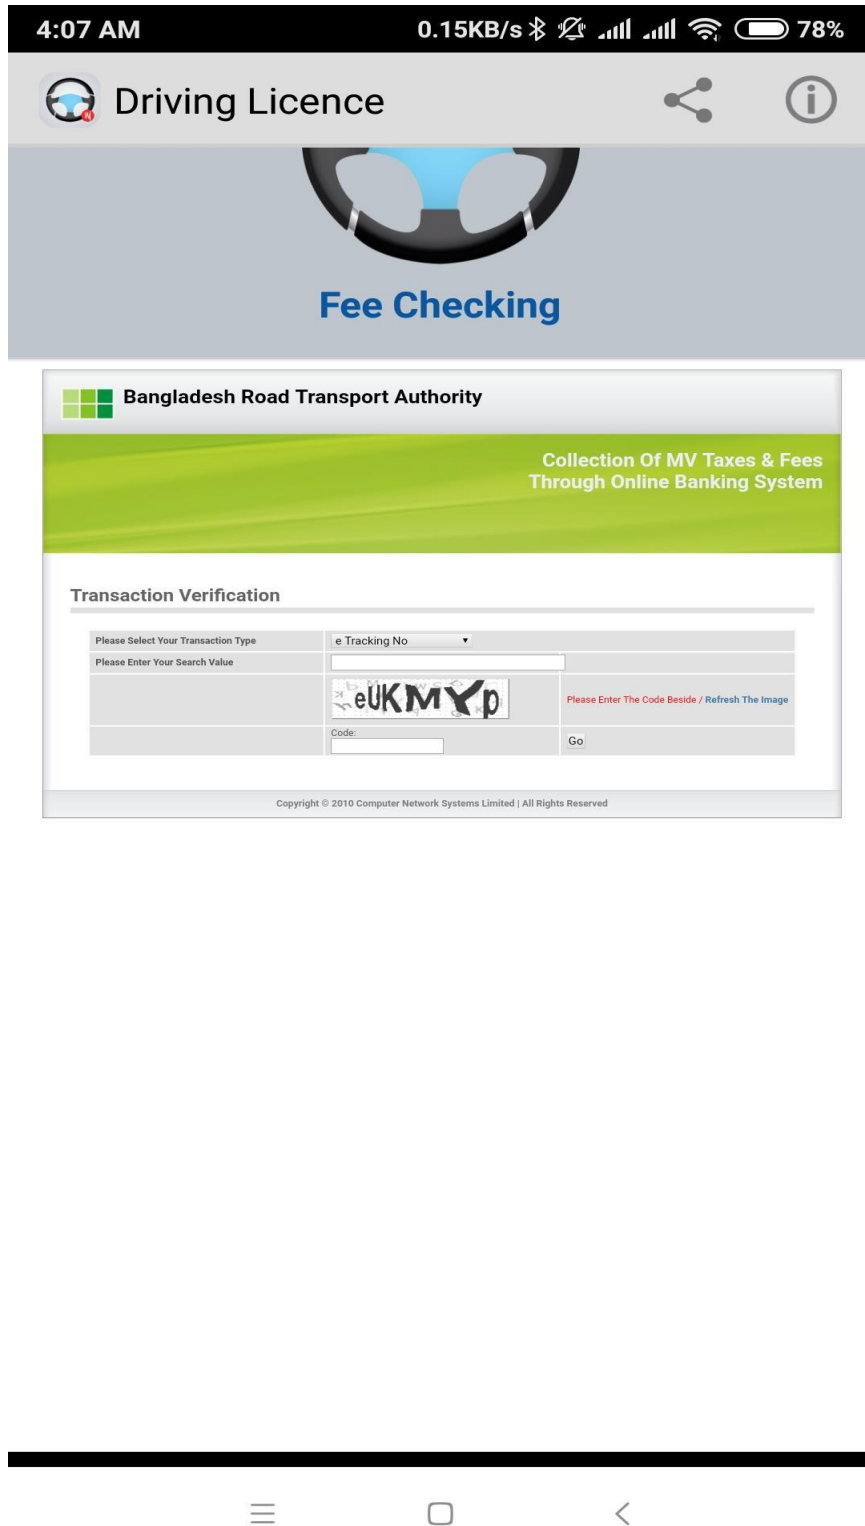 4:07 AM 0.15KB/s 78%
Driving Licence
Fee Checking
Bangladesh Road Transport Authority
Collection Of MV Taxes & Fees
Through Online Banking System
Transaction Verification
Please Select Your Transaction Type e Tracking No
Please Enter Your Search Value
eUKMYp Please Enter The Code Beside / Refresh The Image
Code:
Go
Copyright © 2010 Computer Network Systems Limited | All Rights Reserved